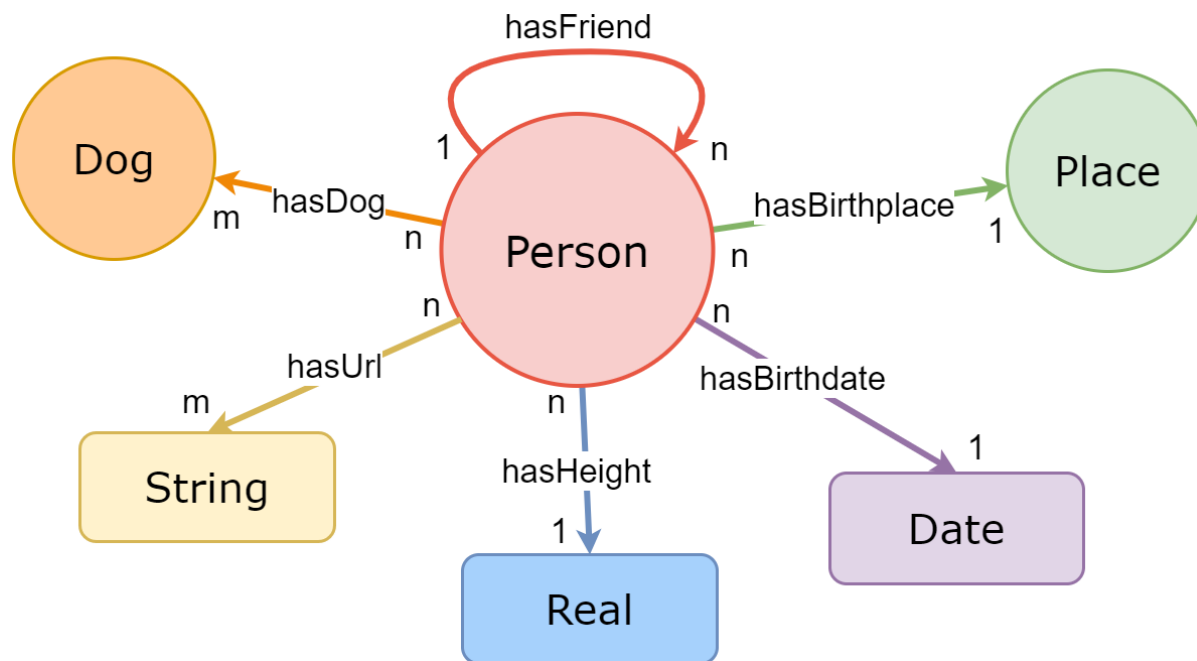 hasFriend
1
n
Dog
Place
hasDog
m
n
Person
hasBirthplace
1
n
n
n
hasUrl
m
hasBirthdate
n
1
hasHeight
String
1
Date
Real